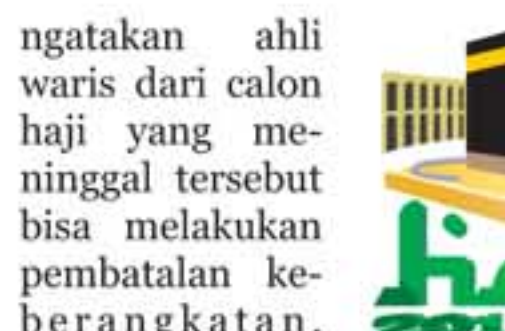 ngatakan ahli
waris dari calon
haji yang me-
ninggal tersebut
bisa melakukan
pembatalan ke-
berangkatan.